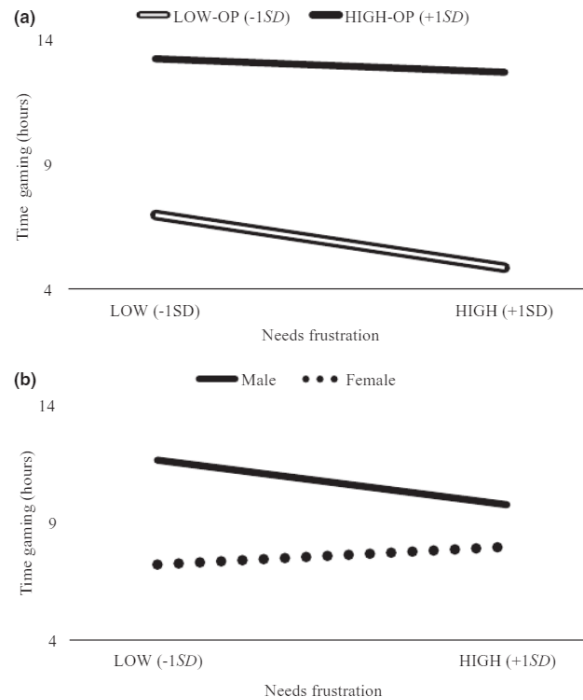 (a)
LOW-OP (-1SD) HIGH-OP (+1SD)
14
9
4
Time gaming (hours)
LOW (-1SD) HIGH (+1SD)
Needs frustration
(b)
Male Female
14
9
4
Time gaming (hours)
LOW (-1SD) HIGH (+1SD)
Needs frustration